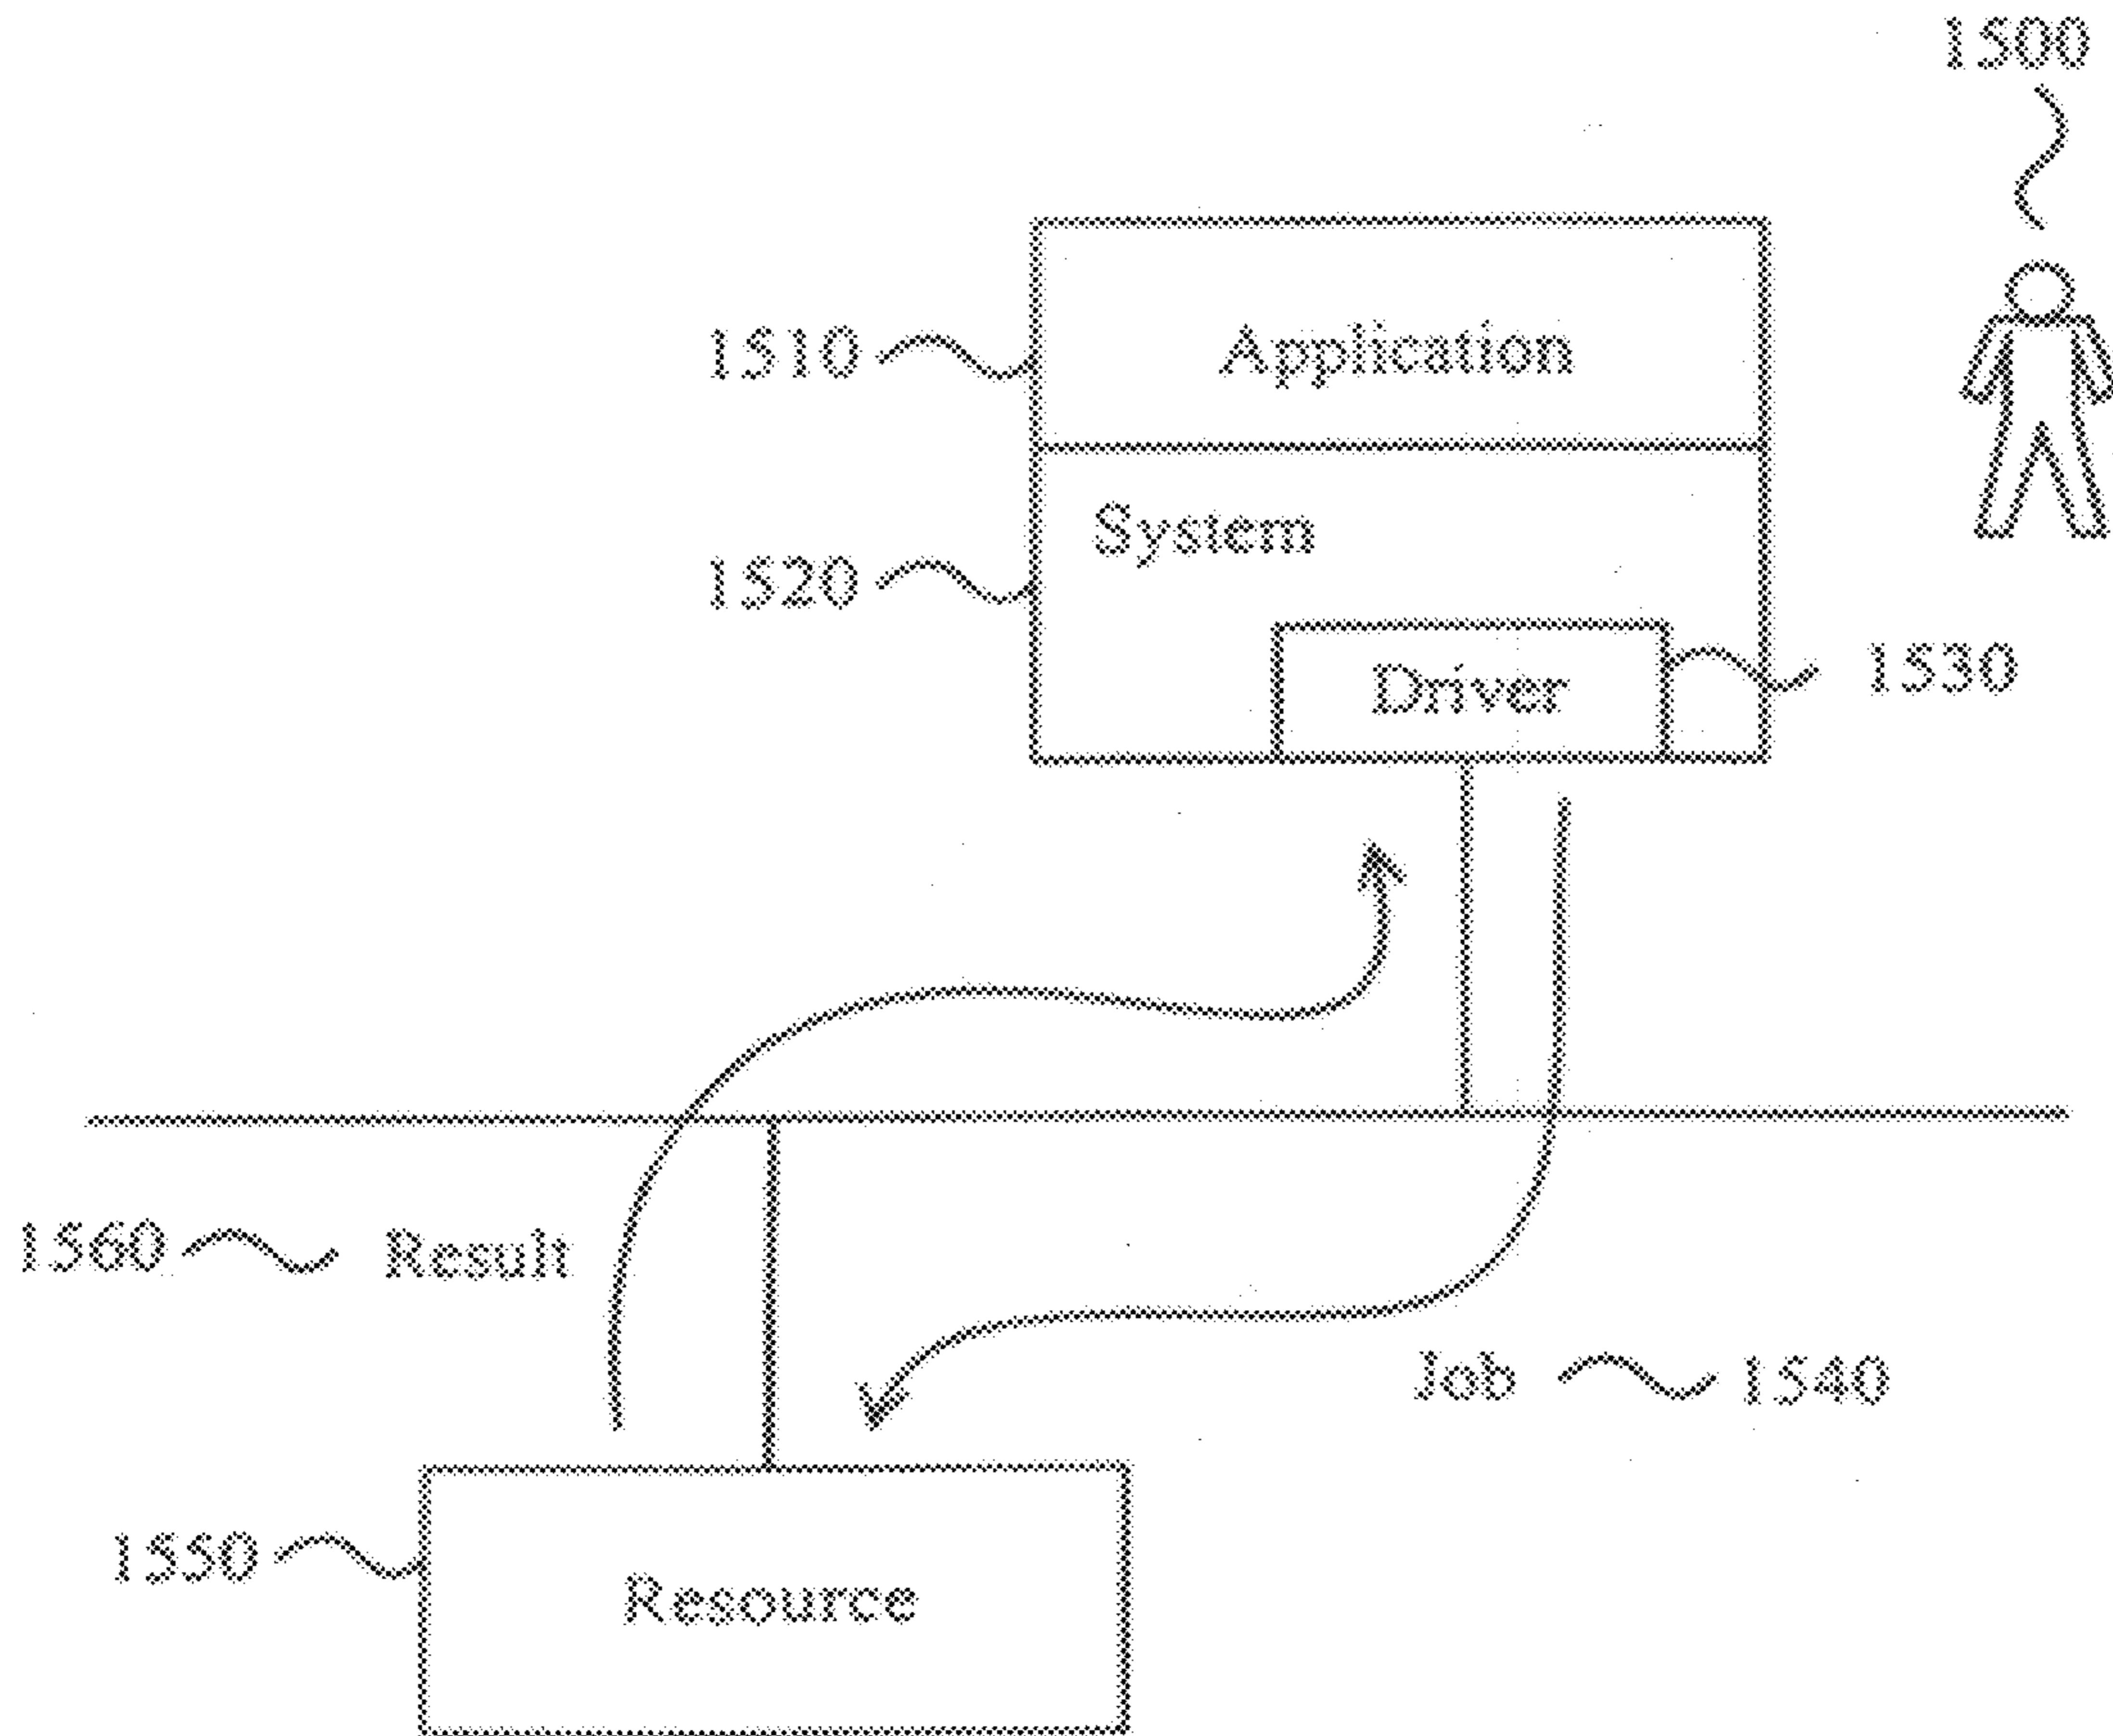 1500
1510 Application
System
1520
Driver 1530
1560 Result
Job 1540
1550
Resource